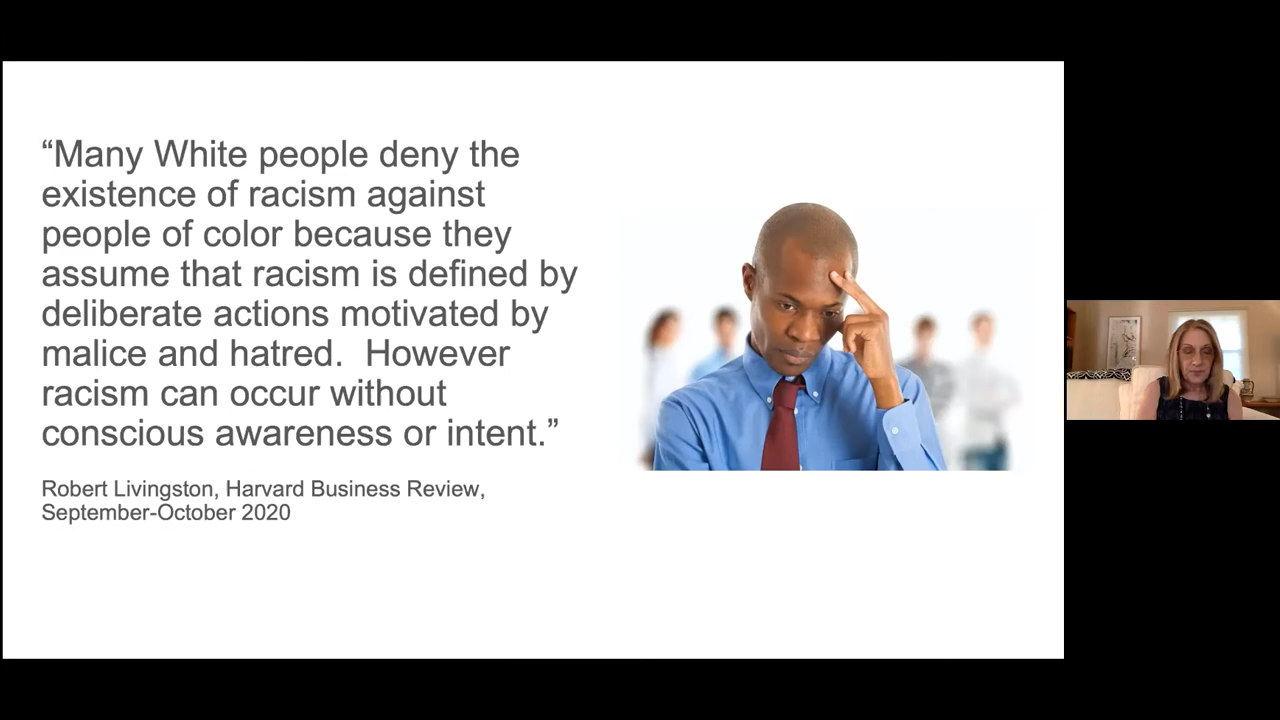 “Many White people deny the
existence of racism against
people of color because they
assume that racism is defined by
deliberate actions motivated by
malice and hatred.  However
racism can occur without
conscious awareness or intent.”
Robert Livingston, Harvard Business Review,
September-October 2020